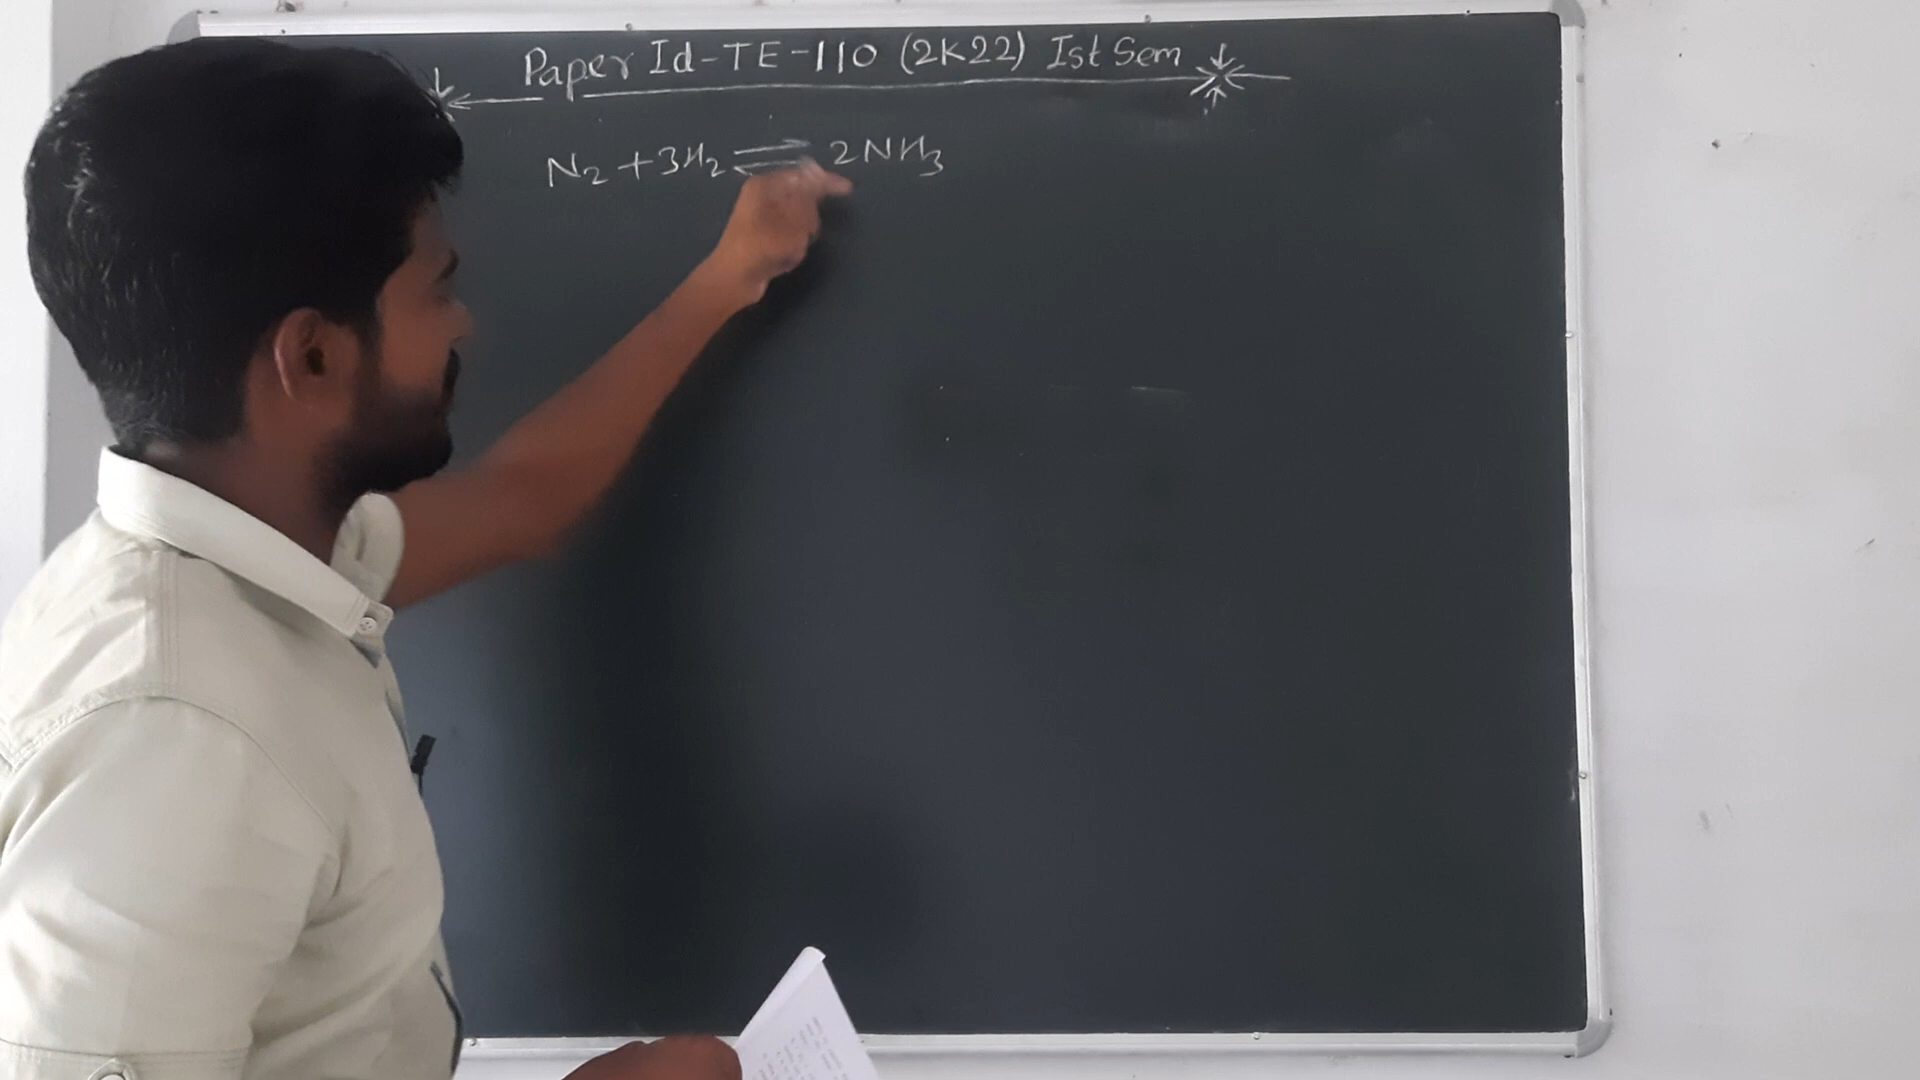 Paper Id-TE-110 (2K22) Ist Sem
N₂ + 3H₂ ⇌ 2NH₃